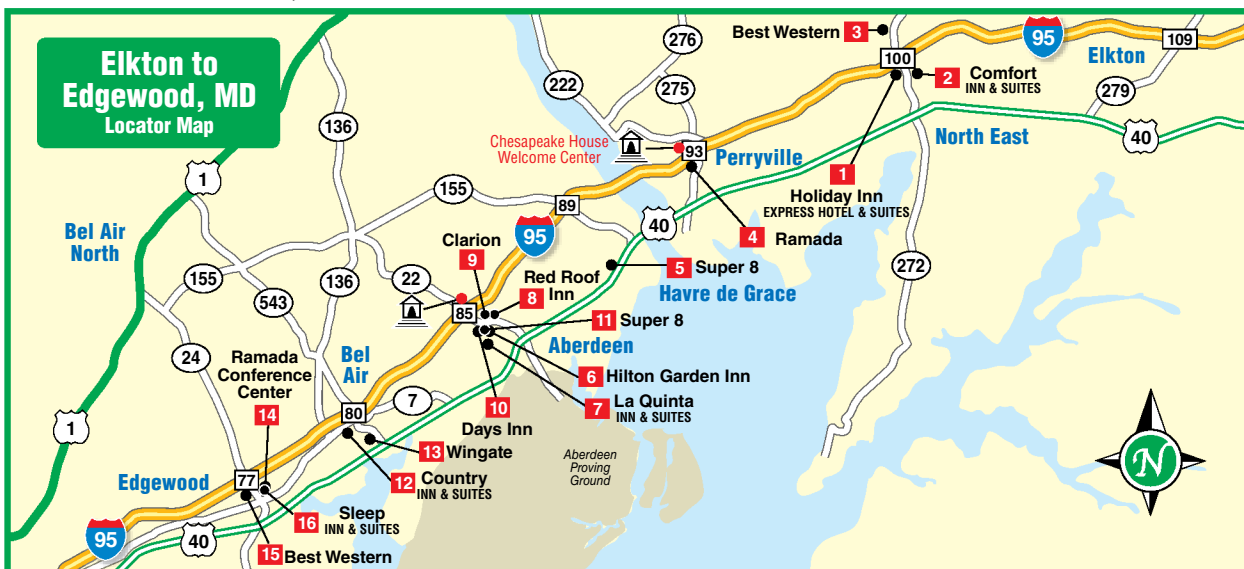 Elkton to
Edgewood, MD
Locator Map
276
Best Western 3
95
109
Elkton
100
2 Comfort
INN & SUITES
222
275
279
136
Chesapeake House
Welcome Center
93
Perryville
North East
40
1
1
Holiday Inn
EXPRESS HOTEL & SUITES
155
89
40
4 Ramada
Bel Air
North
95
Clarion
9
5 Super 8
272
155
136
22
Red Roof
Inn
8
Havre de Grace
543
85
11 Super 8
Aberdeen
24
Ramada
Conference
Center
14
Bel
Air
6 Hilton Garden Inn
7
10
Days Inn
7 La Quinta
INN & SUITES
1
80
13 Wingate
Aberdeen
Proving
Ground
N
Edgewood
77
12 Country
INN & SUITES
16 Sleep
INN & SUITES
95
40
15 Best Western